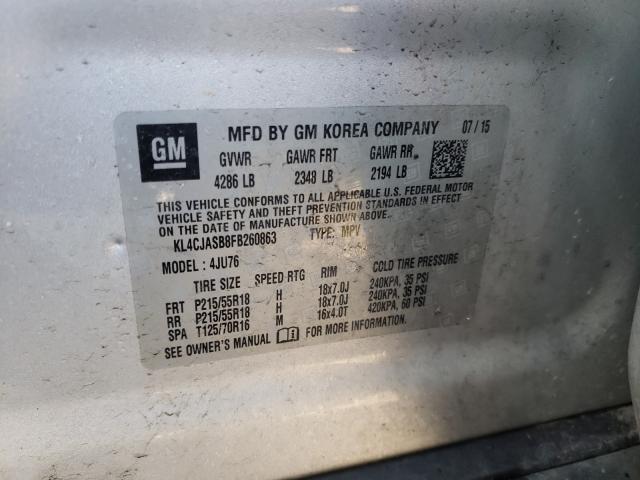 GM
MFD BY GM KOREA COMPANY 07 / 15
GVWR GAWR FRT GAWR RR
4286 LB 2348 LB 2194 LB
THIS VEHICLE CONFORMS TO ALL APPLICABLE U.S. FEDERAL MOTOR
VEHICLE SAFETY AND THEFT PREVENTION STANDARDS IN EFFECT ON THE
DATE OF MANUFACTURE SHOWN ABOVE.
KL4CJASB8FB260863 TYPE: MPV
MODEL : 4JU76
TIRE SIZE SPEED RTG RIM COLD TIRE PRESSURE
FRT P215/55R18 H 18x7.0J 240KPA, 35 PSI
RR P215/55R18 H 18x7.0J 240KPA, 35 PSI
SPA T125/70R16 M 16x4.0T 420KPA, 60 PSI
SEE OWNER'S MANUAL FOR MORE INFORMATION.